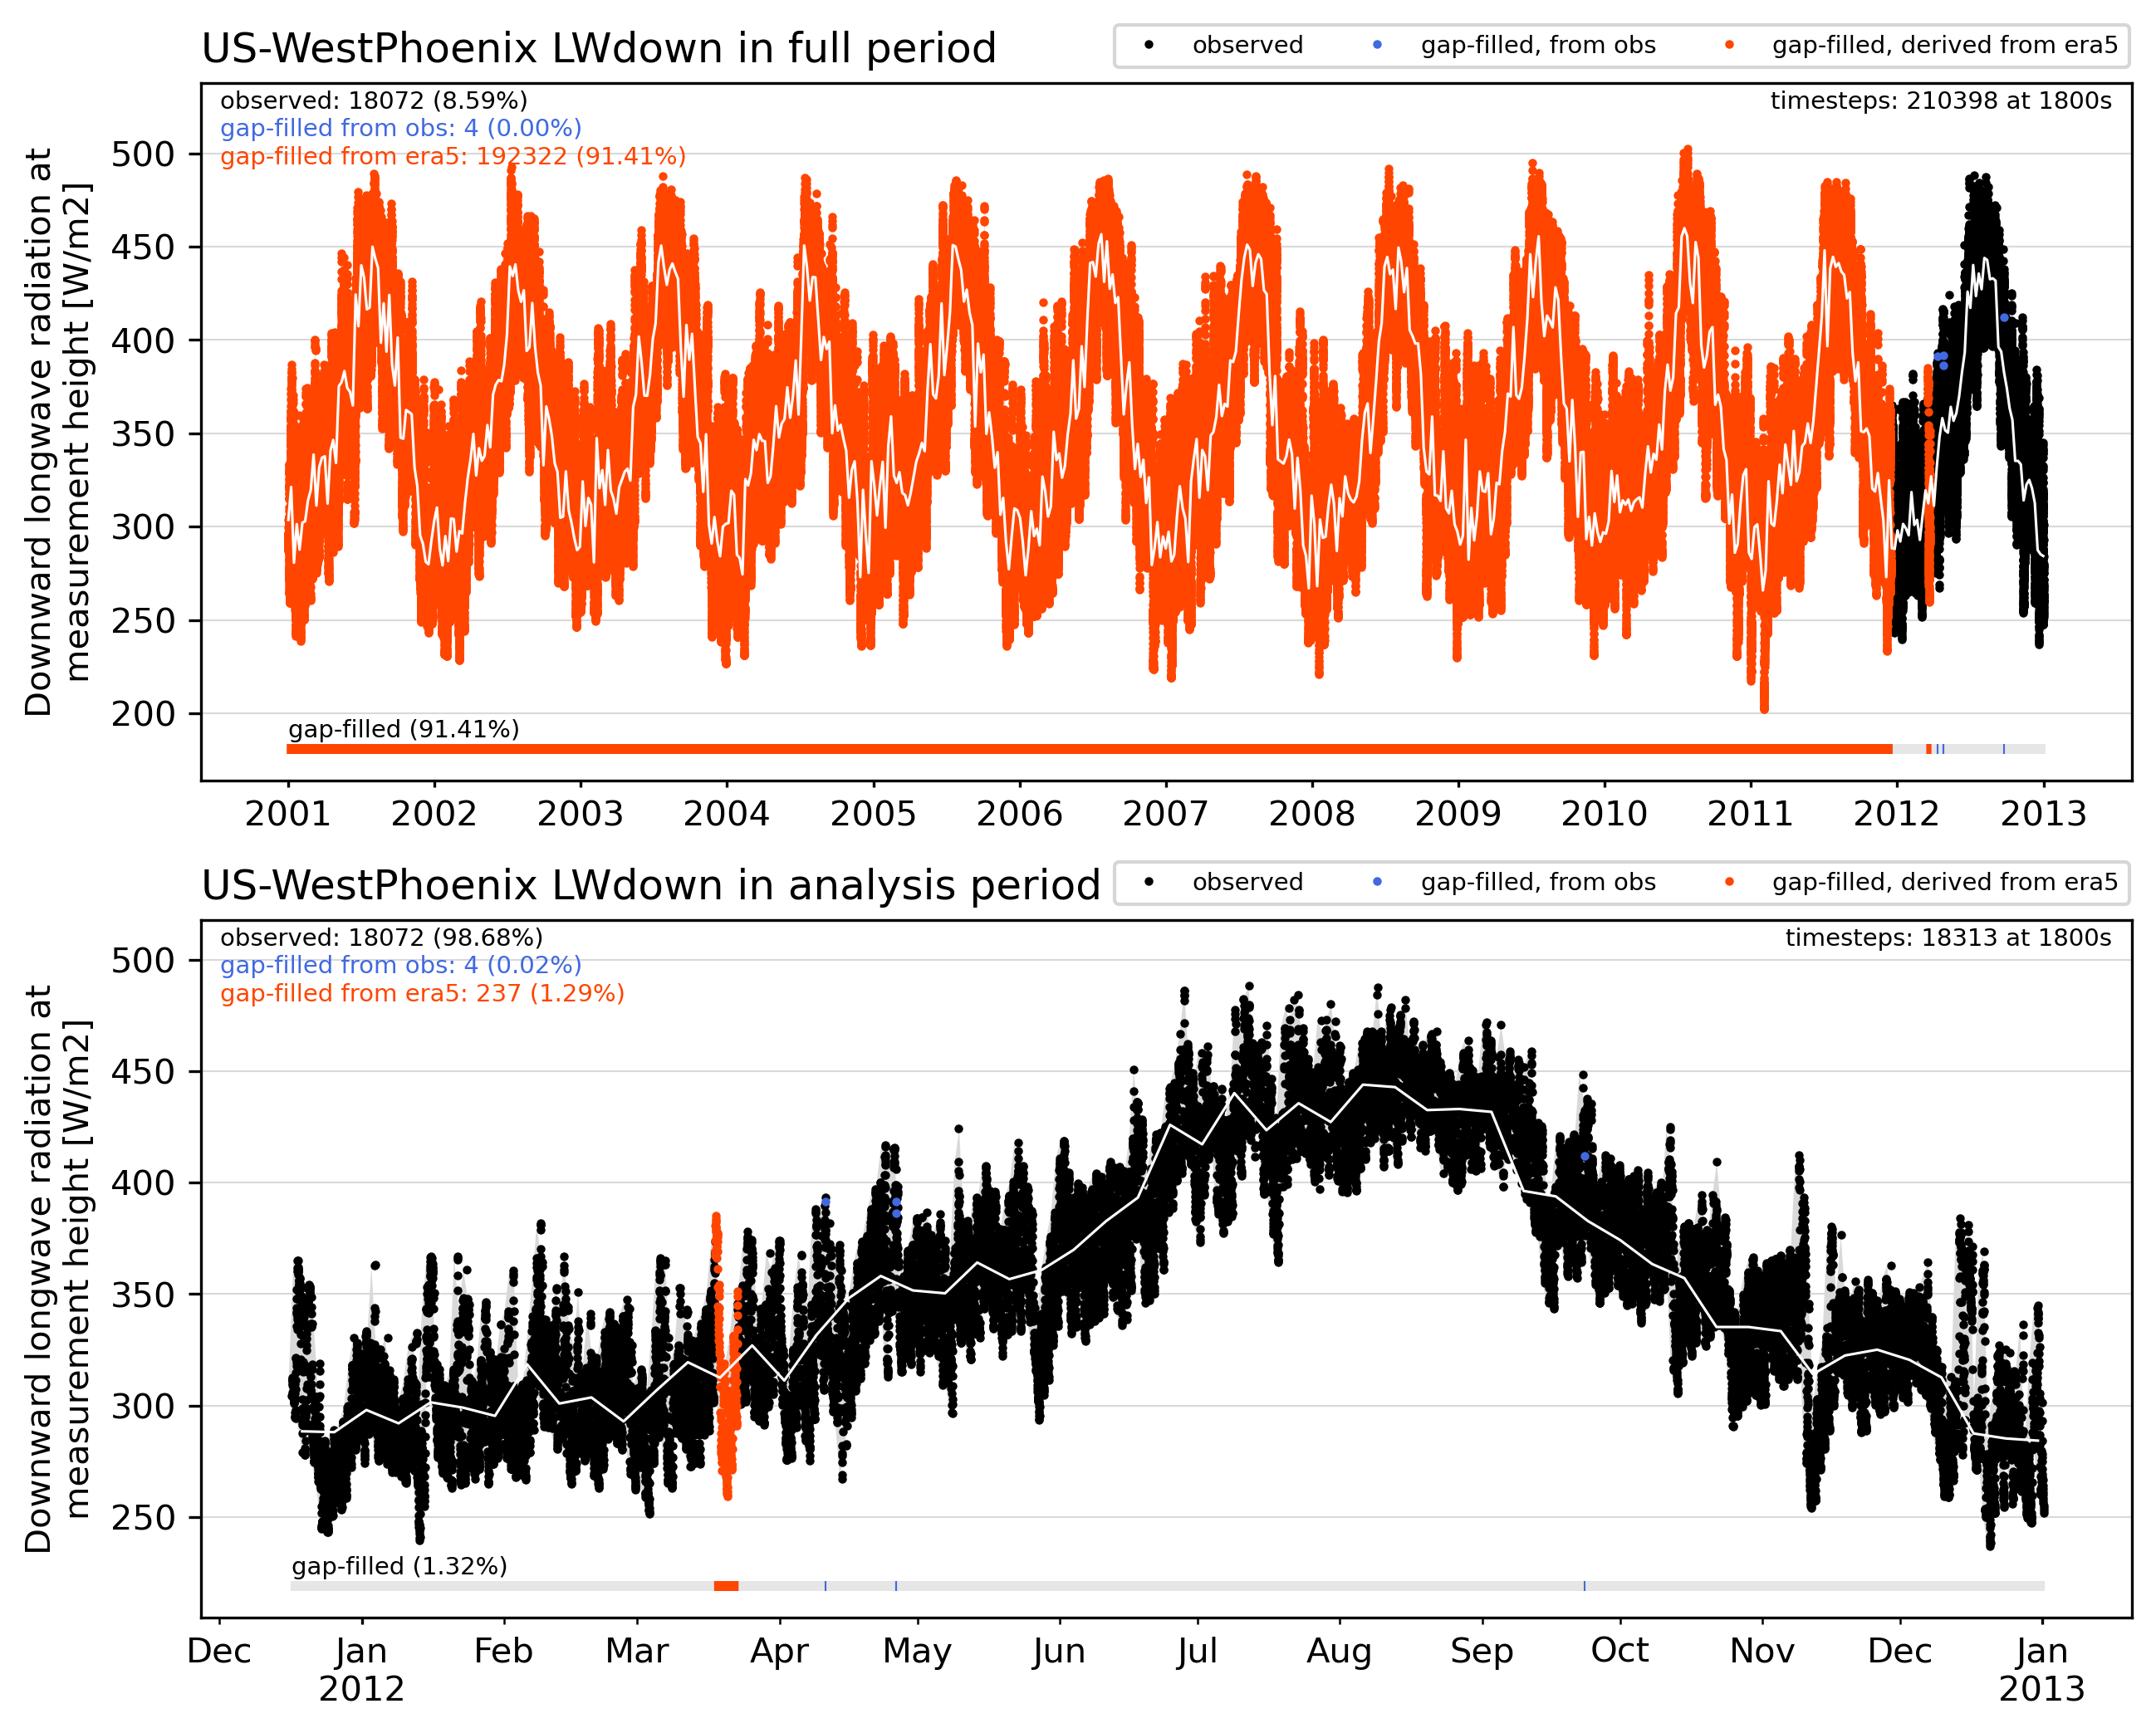 US-WestPhoenix LWdown in full period
observed
gap-filled, from obs
gap-filled, derived from era5
observed: 18072 (8.59%)
gap-filled from obs: 4 (0.00%)
gap-filled from era5: 192322 (91.41%)
timesteps: 210398 at 1800s
Downward longwave radiation at
measurement height [W/m2]
500
450
400
350
300
250
200
gap-filled (91.41%)
2001 2002 2003 2004 2005 2006 2007 2008 2009 2010 2011 2012 2013
US-WestPhoenix LWdown in analysis period
observed
gap-filled, from obs
gap-filled, derived from era5
observed: 18072 (98.68%)
gap-filled from obs: 4 (0.02%)
gap-filled from era5: 237 (1.29%)
timesteps: 18313 at 1800s
Downward longwave radiation at
measurement height [W/m2]
500
450
400
350
300
250
gap-filled (1.32%)
Dec Jan Feb Mar Apr May Jun Jul Aug Sep Oct Nov Dec Jan
2012 2013